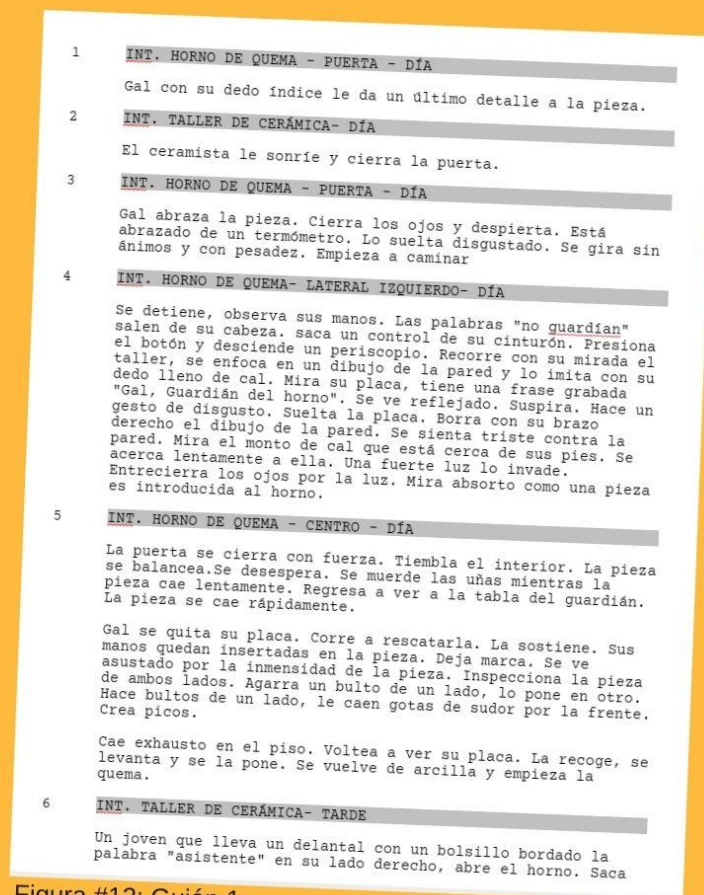 1 INT. HORNO DE QUEMA - PUERTA - DÍA
Gal con su dedo índice le da un último detalle a la pieza.
2 INT. TALLER DE CERÁMICA- DÍA
El ceramista le sonríe y cierra la puerta.
3 INT. HORNO DE QUEMA - PUERTA - DÍA
Gal abraza la pieza. Cierra los ojos y despierta. Está
abrazado de un termómetro. Lo suelta disgustado. Se gira sin
ánimos y con pesadez. Empieza a caminar
4 INT. HORNO DE QUEMA- LATERAL IZQUIERDO- DÍA
Se detiene, observa sus manos. Las palabras "no guardían"
salen de su cabeza. saca un control de su cinturón. Presiona
el botón y desciende un periscopio. Recorre con su mirada el
taller, se enfoca en un dibujo de la pared y lo imita con su
dedo lleno de cal. Mira su placa, tiene una frase grabada
"Gal, Guardián del horno". Se ve reflejado. Suspira. Hace un
gesto de disgusto. Suelta la placa. Borra con su brazo
derecho el dibujo de la pared. Se sienta triste contra la
pared. Mira el monto de cal que está cerca de sus pies. Se
acerca lentamente a ella. Una fuerte luz lo invade.
Entrecierra los ojos por la luz. Mira absorto como una pieza
es introducida al horno.
5 INT. HORNO DE QUEMA - CENTRO - DÍA
La puerta se cierra con fuerza. Tiembla el interior. La pieza
se balancea.Se desespera. Se muerde las uñas mientras la
pieza cae lentamente. Regresa a ver a la tabla del guardián.
La pieza se cae rápidamente.
Gal se quita su placa. Corre a rescatarla. La sostiene. Sus
manos quedan insertadas en la pieza. Deja marca. Se ve
asustado por la inmensidad de la pieza. Inspecciona la pieza
de ambos lados. Agarra un bulto de un lado, lo pone en otro.
Hace bultos de un lado, le caen gotas de sudor por la frente.
Crea picos.
Cae exhausto en el piso. Voltea a ver su placa. La recoge, se
levanta y se la pone. Se vuelve de arcilla y empieza la
quema.
6 INT. TALLER DE CERÁMICA- TARDE
Un joven que lleva un delantal con un bolsillo bordado la
palabra "asistente" en su lado derecho, abre el horno. Saca
Figura #12: Guión 1